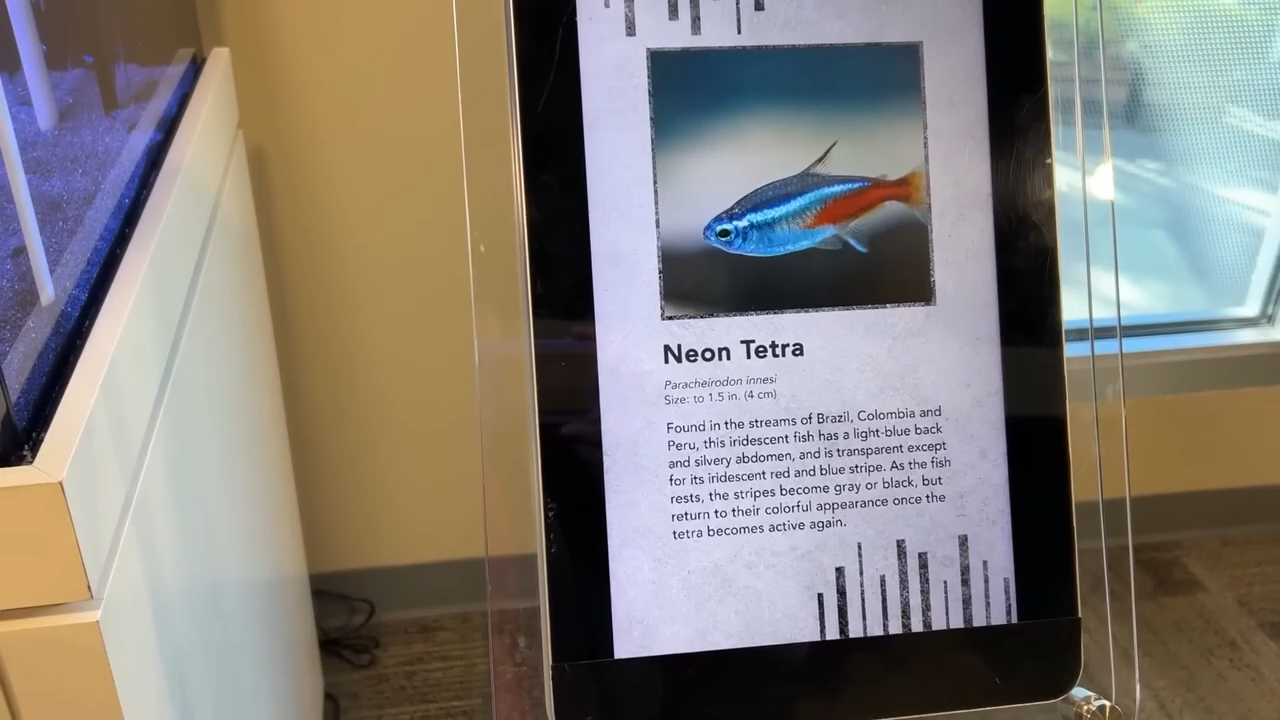 Neon Tetra
Paracheirodon innesi
Size: to 1.5 in. (4 cm)
Found in the streams of Brazil, Colombia and
Peru, this iridescent fish has a light-blue back
and silvery abdomen, and is transparent except
for its iridescent red and blue stripe. As the fish
rests, the stripes become gray or black, but
return to their colorful appearance once the
tetra becomes active again.